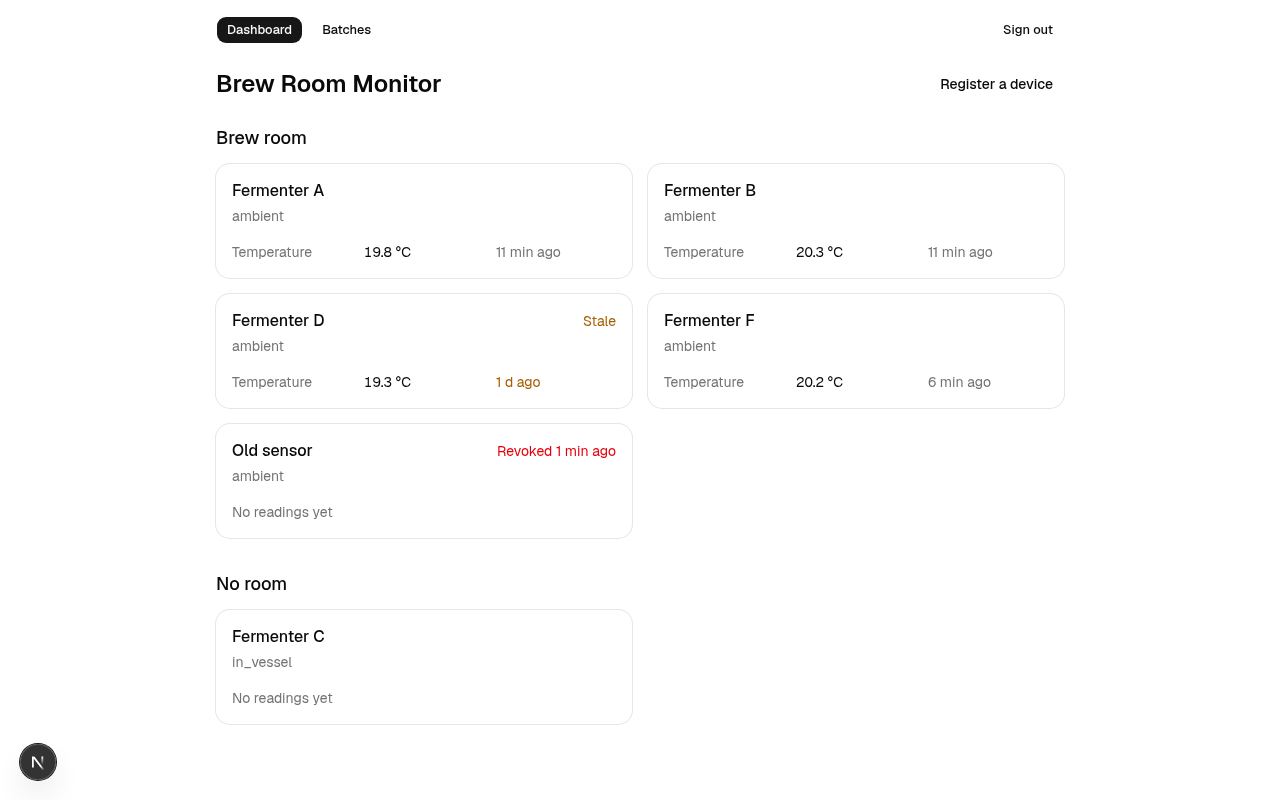 Dashboard Batches Sign out
Brew Room Monitor Register a device
Brew room
Fermenter A
ambient
Temperature 19.8 °C 11 min ago
Fermenter B
ambient
Temperature 20.3 °C 11 min ago
Fermenter D Stale
ambient
Temperature 19.3 °C 1 d ago
Fermenter F
ambient
Temperature 20.2 °C 6 min ago
Old sensor Revoked 1 min ago
ambient
No readings yet
No room
Fermenter C
in_vessel
No readings yet
N